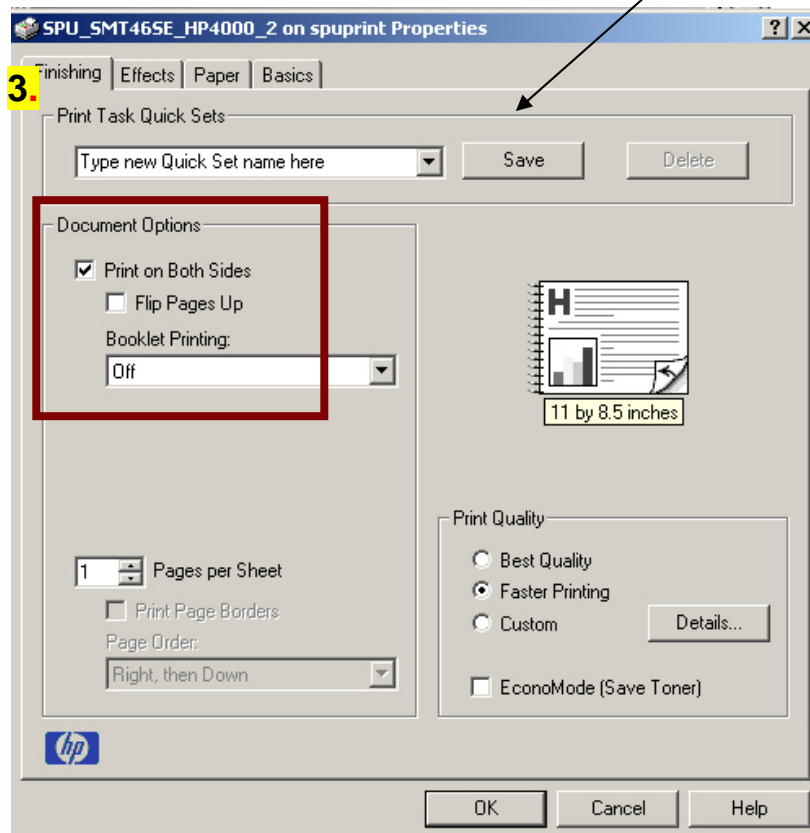 SPU_SMT465E_HP4000_2 on spuprint Properties
3.
Finishing Effects Paper Basics
Print Task Quick Sets
Type new Quick Set name here Save Delete
Document Options
Print on Both Sides
Flip Pages Up
Booklet Printing:
Off
H
11 by 8.5 inches
1 Pages per Sheet
Print Page Borders
Page Order:
Right, then Down
Print Quality
Best Quality
Faster Printing
Custom Details...
EconoMode (Save Toner)
hp
OK Cancel Help